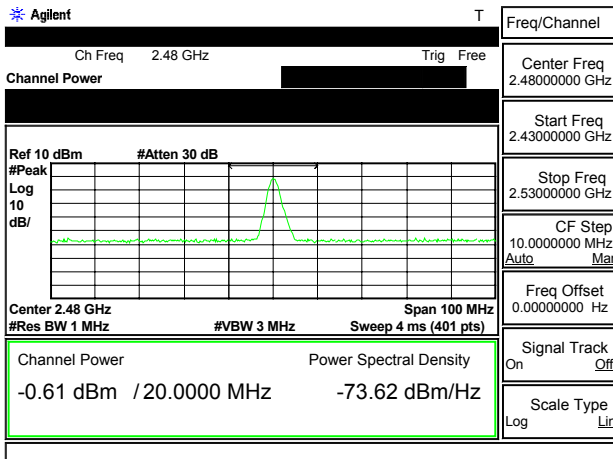 Agilent T
Freq/Channel
Ch Freq 2.48 GHz Trig Free
Channel Power
Center Freq
2.48000000 GHz
Start Freq
2.43000000 GHz
Stop Freq
2.53000000 GHz
CF Step
10.0000000 MHz
Auto Man
Freq Offset
0.00000000 Hz
Signal Track
On Off
Scale Type
Log Lin
Ref 10 dBm #Atten 30 dB
#Peak
Log
10
dB/
Center 2.48 GHz Span 100 MHz
#Res BW 1 MHz #VBW 3 MHz Sweep 4 ms (401 pts)
Channel Power Power Spectral Density
-0.61 dBm / 20.0000 MHz -73.62 dBm/Hz